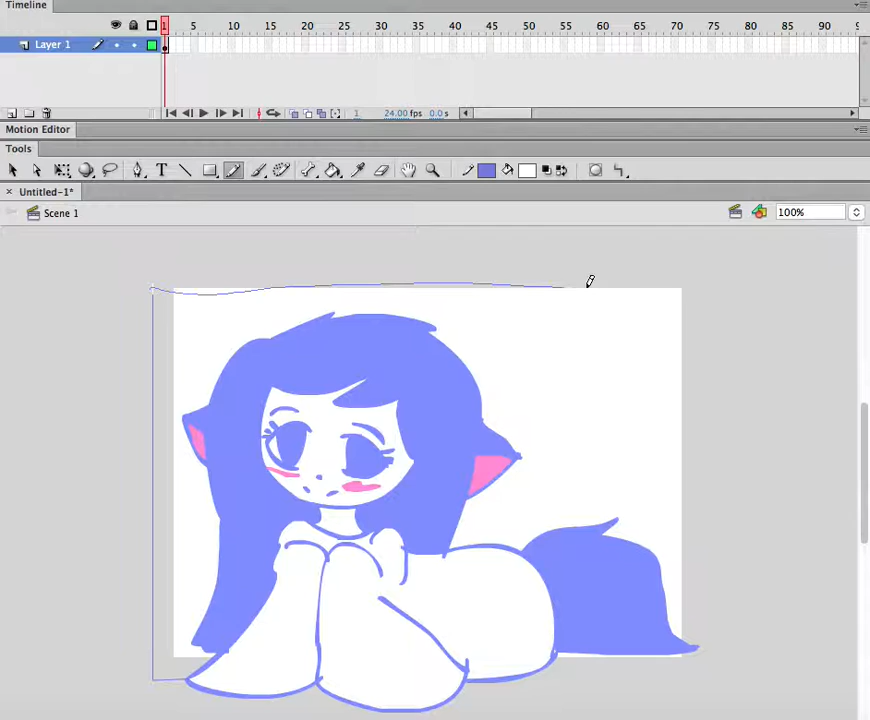 Timeline
1 5 10 15 20 25 30 35 40 45 50 55 60 65 70 75 80 85 90
Layer 1
1 24.00 fps 0.0 s
Motion Editor
Tools
T
Untitled-1*
Scene 1 100%